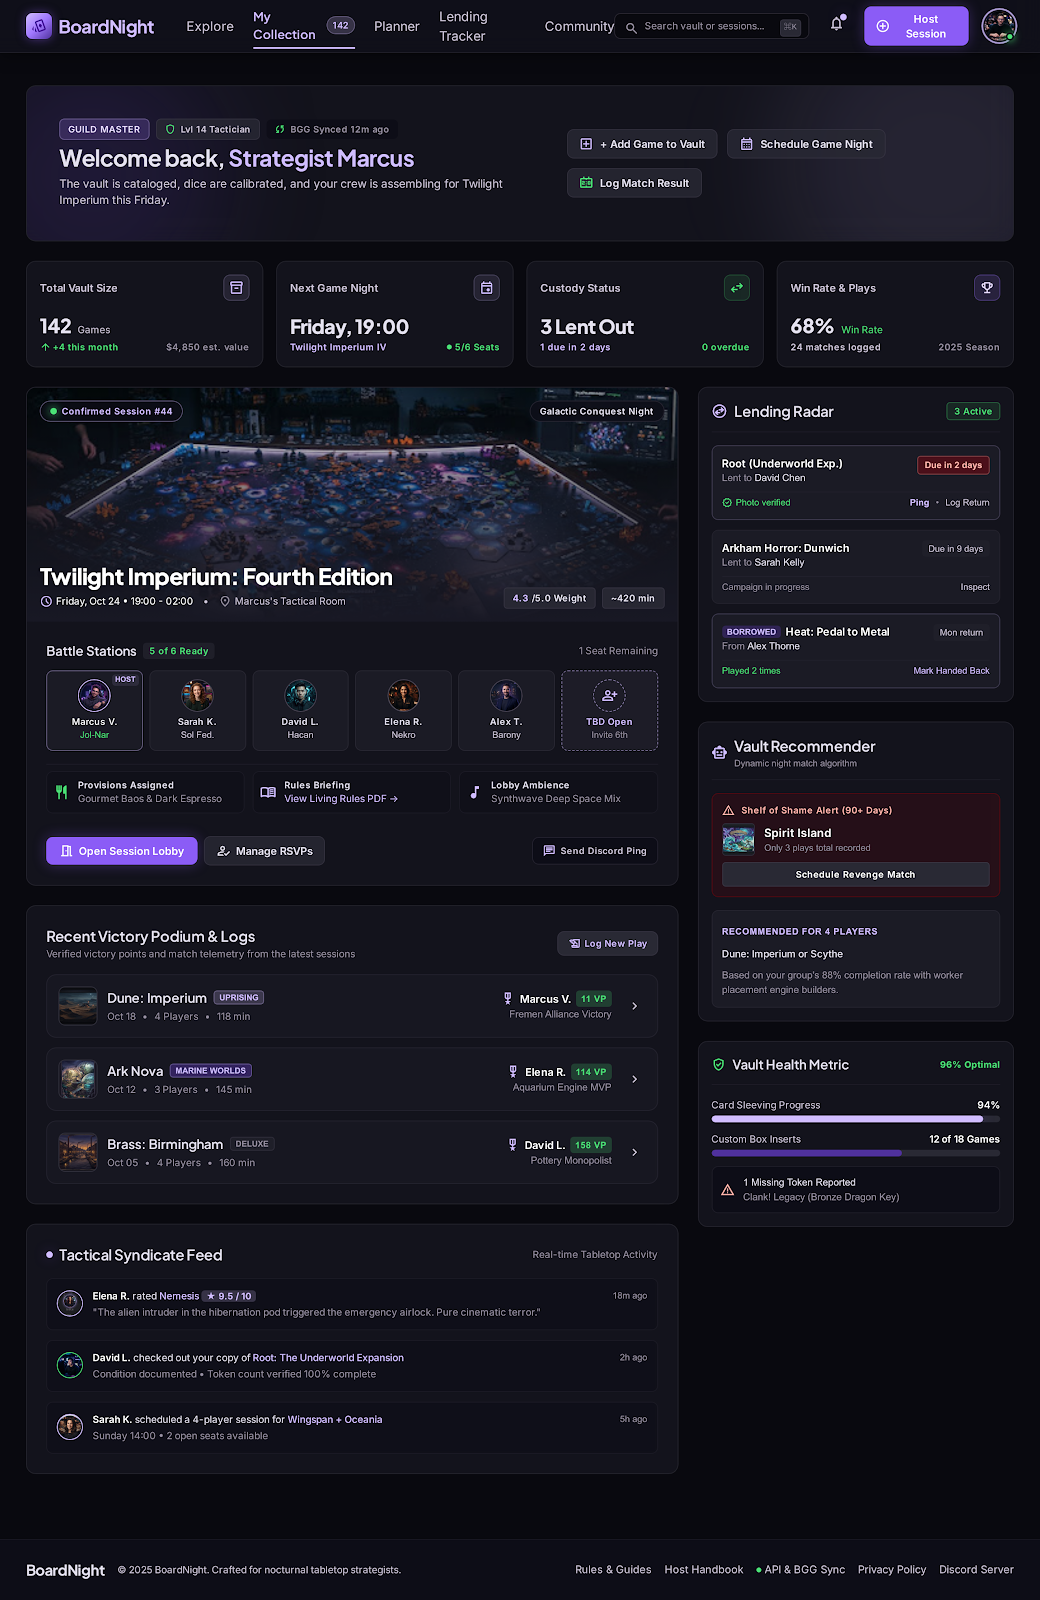 BoardNight
Explore
My Collection
142
Planner
Lending Tracker
Community
Search vault or sessions...
⌘K
Host Session
GUILD MASTER
Lvl 14 Tactician
BGG Synced 12m ago
Welcome back, Strategist Marcus
The vault is cataloged, dice are calibrated, and your crew is assembling for Twilight
Imperium this Friday.
+ Add Game to Vault
Schedule Game Night
Log Match Result
Total Vault Size
142 Games
+4 this month
$4,850 est. value
Next Game Night
Friday, 19:00
Twilight Imperium IV
5/6 Seats
Custody Status
3 Lent Out
1 due in 2 days
0 overdue
Win Rate & Plays
68% Win Rate
24 matches logged
2025 Season
Confirmed Session #44
Galactic Conquest Night
Twilight Imperium: Fourth Edition
Friday, Oct 24 • 19:00 - 02:00 • Marcus's Tactical Room
4.3 /5.0 Weight
~420 min
Battle Stations
5 of 6 Ready
1 Seat Remaining
HOST
Marcus V.
Jol-Nar
Sarah K.
Sol Fed.
David L.
Hacan
Elena R.
Nekro
Alex T.
Barony
TBD Open
Invite 6th
Provisions Assigned
Gourmet Baos & Dark Espresso
Rules Briefing
View Living Rules PDF →
Lobby Ambience
Synthwave Deep Space Mix
Open Session Lobby
Manage RSVPs
Send Discord Ping
Recent Victory Podium & Logs
Verified victory points and match telemetry from the latest sessions
Log New Play
Dune: Imperium UPRISING
Oct 18 • 4 Players • 118 min
Marcus V. 11 VP
Fremen Alliance Victory
Ark Nova MARINE WORLDS
Oct 12 • 3 Players • 145 min
Elena R. 114 VP
Aquarium Engine MVP
Brass: Birmingham DELUXE
Oct 05 • 4 Players • 160 min
David L. 158 VP
Pottery Monopolist
Tactical Syndicate Feed
Real-time Tabletop Activity
Elena R. rated Nemesis ★ 9.5 / 10
18m ago
"The alien intruder in the hibernation pod triggered the emergency airlock. Pure cinematic terror."
David L. checked out your copy of Root: The Underworld Expansion
2h ago
Condition documented • Token count verified 100% complete
Sarah K. scheduled a 4-player session for Wingspan + Oceania
5h ago
Sunday 14:00 • 2 open seats available
Lending Radar
3 Active
Root (Underworld Exp.)
Lent to David Chen
Due in 2 days
Photo verified
Ping • Log Return
Arkham Horror: Dunwich
Lent to Sarah Kelly
Due in 9 days
Campaign in progress
Inspect
BORROWED Heat: Pedal to Metal
From Alex Thorne
Mon return
Played 2 times
Mark Handed Back
Vault Recommender
Dynamic night match algorithm
Shelf of Shame Alert (90+ Days)
Spirit Island
Only 3 plays total recorded
Schedule Revenge Match
RECOMMENDED FOR 4 PLAYERS
Dune: Imperium or Scythe
Based on your group's 88% completion rate with worker
placement engine builders.
Vault Health Metric
96% Optimal
Card Sleeving Progress
94%
Custom Box Inserts
12 of 18 Games
1 Missing Token Reported
Clank! Legacy (Bronze Dragon Key)
BoardNight
© 2025 BoardNight. Crafted for nocturnal tabletop strategists.
Rules & Guides
Host Handbook
API & BGG Sync
Privacy Policy
Discord Server